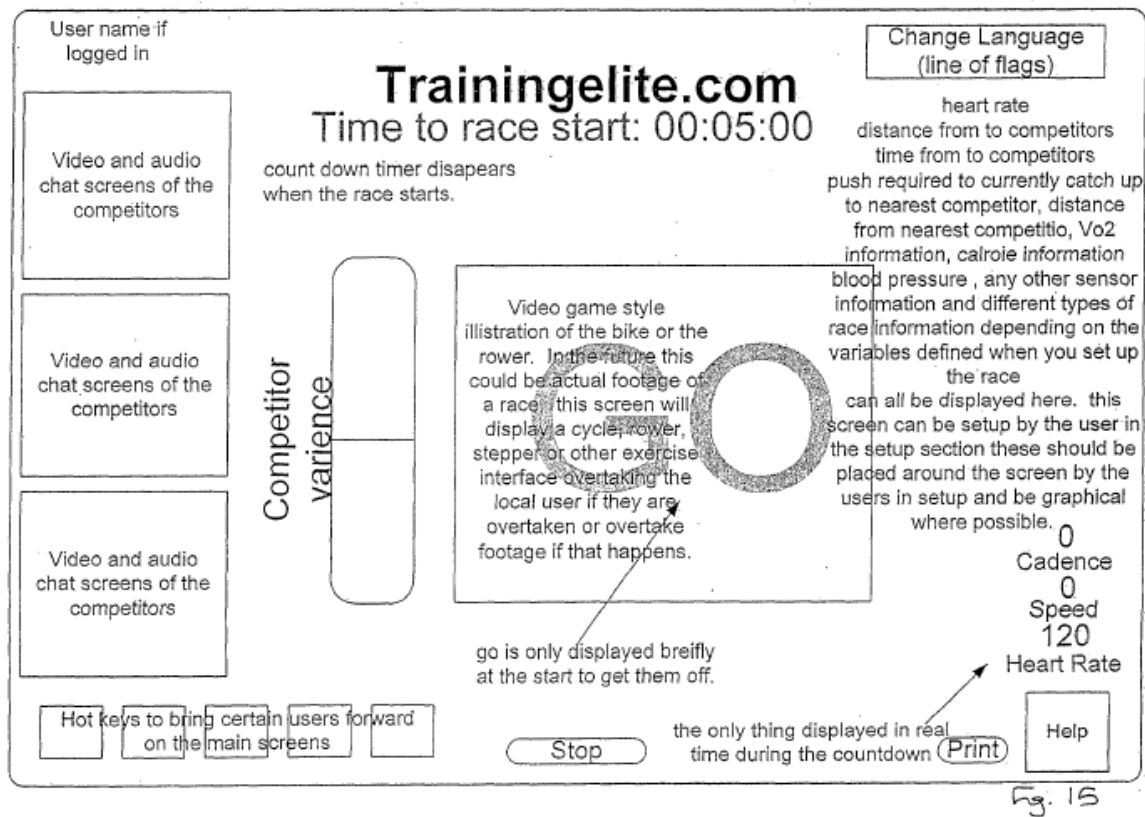 User name if
logged in
Change Language
(line of flags)
Trainingelite.com
Time to race start: 00:05:00
count down timer disapears
when the race starts.
Video and audio
chat screens of the
competitors
Video and audio
chat screens of the
competitors
Video and audio
chat screens of the
competitors
Competitor
varience
Video game style
illistration of the bike or the
rower. In the future this
could be actual footage of
a race, this screen will
display a cycle, rower,
stepper or other exercise
interface overtaking the
local user if they are
overtaken or overtake
footage if that happens.
GO
go is only displayed breifly
at the start to get them off.
heart rate
distance from to competitors
time from to competitors
push required to currently catch up
to nearest competitor, distance
from nearest competitio, Vo2
information, calroie information
blood pressure , any other sensor
information and different types of
race information depending on the
variables defined when you set up
the race
can all be displayed here. this
screen can be setup by the user in
the setup section these should be
placed around the screen by the
users in setup and be graphical
where possible.
0
Cadence
0
Speed
120
Heart Rate
Hot keys to bring certain users forward
on the main screens
Stop
the only thing displayed in real
time during the countdown
Print
Help
Fig. 15